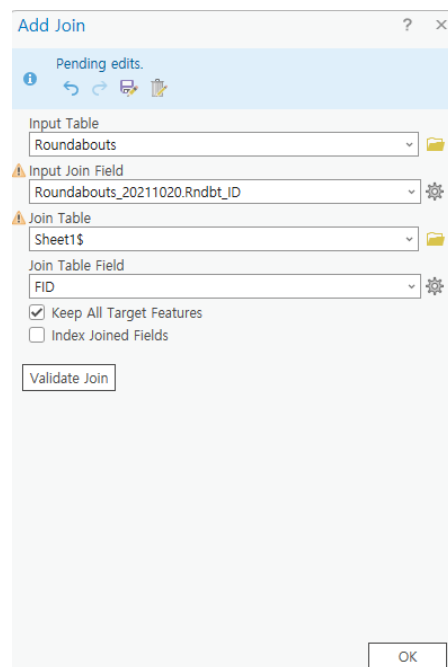 Add Join
?
Pending edits.
Input Table
Roundabouts
Input Join Field
Roundabouts_20211020.Rndbt_ID
Join Table
Sheet1$
Join Table Field
FID
Keep All Target Features
Index Joined Fields
Validate Join
OK